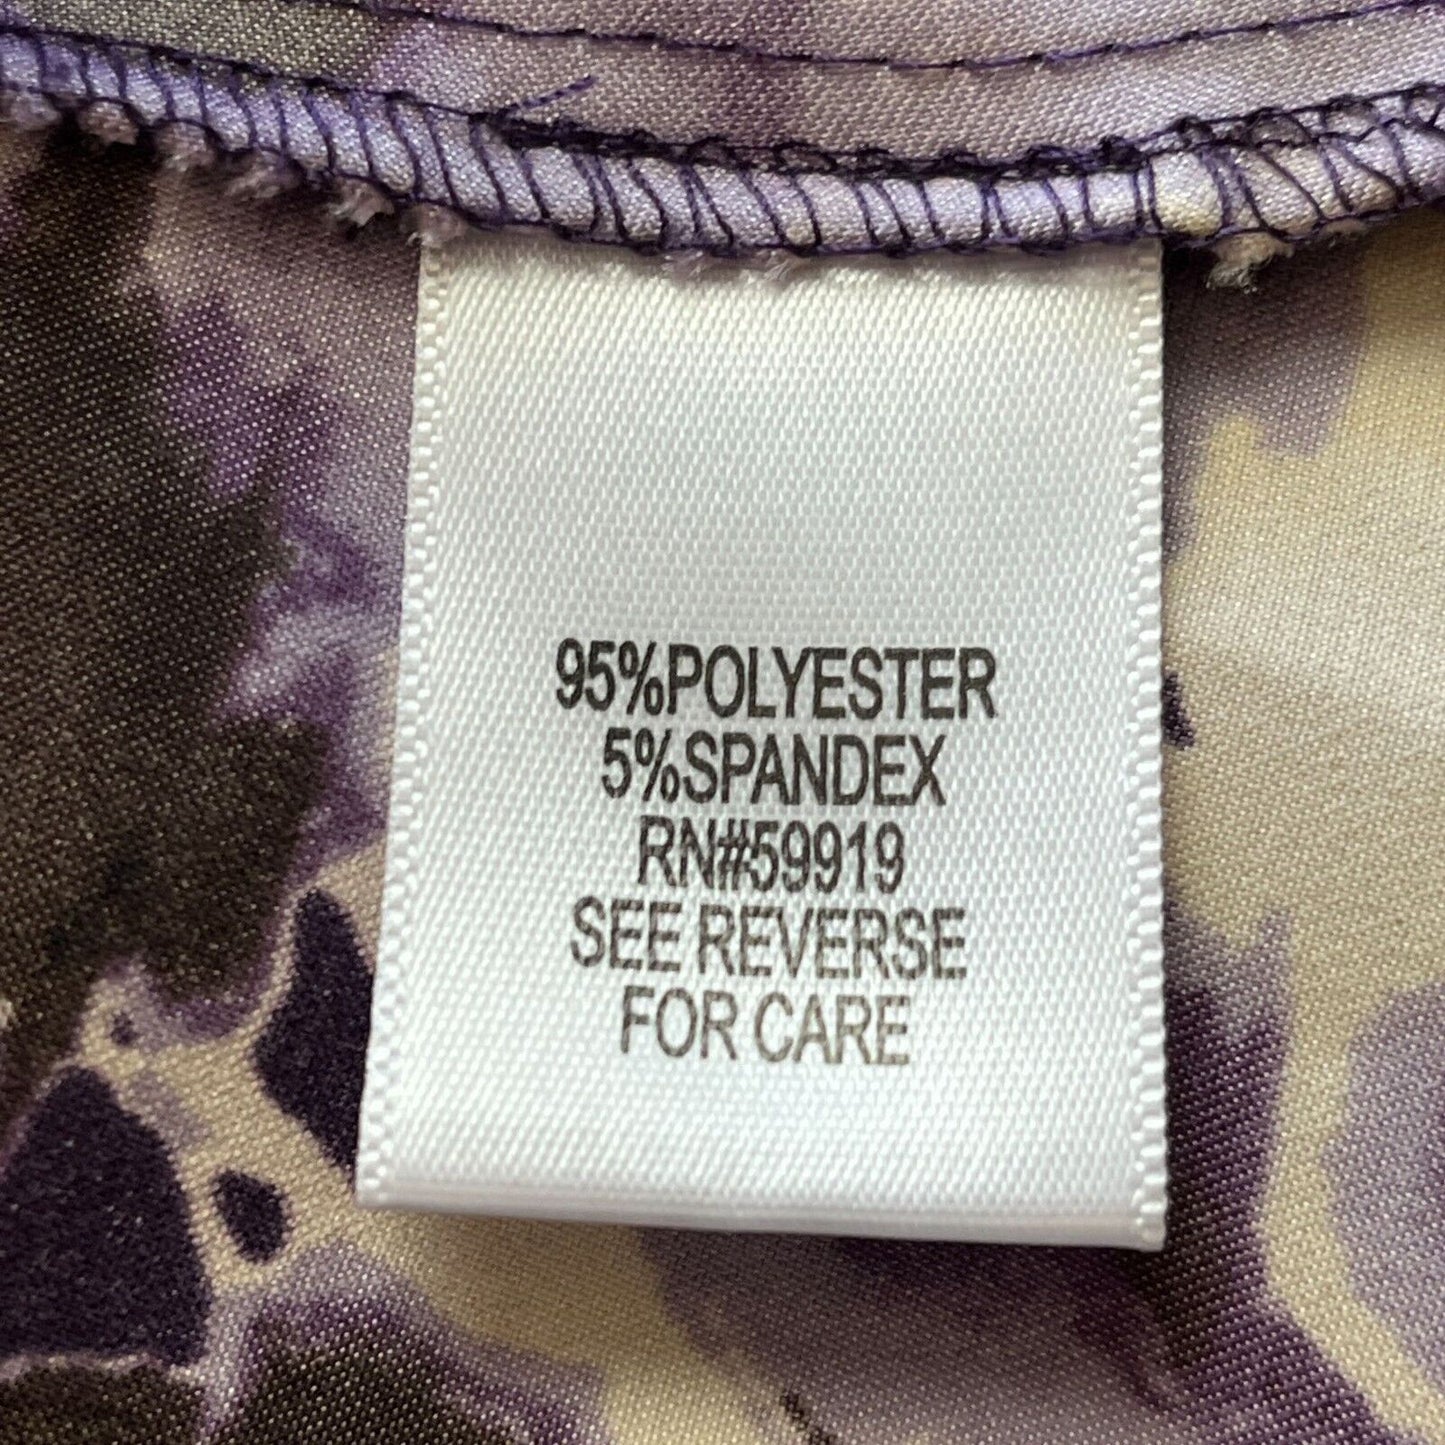 95%POLYESTER
5%SPANDEX
RN#59919
SEE REVERSE
FOR CARE